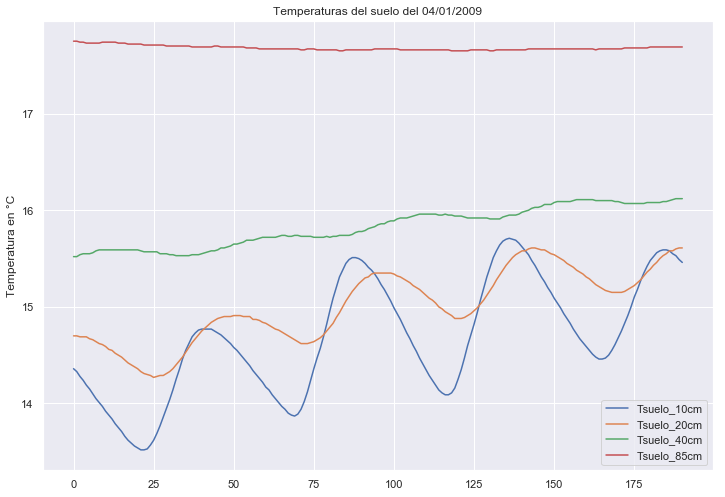 Temperaturas del suelo del 04/01/2009
Temperatura en °C
17
16
15
14
0 25 50 75 100 125 150 175
Tsuelo_10cm
Tsuelo_20cm
Tsuelo_40cm
Tsuelo_85cm